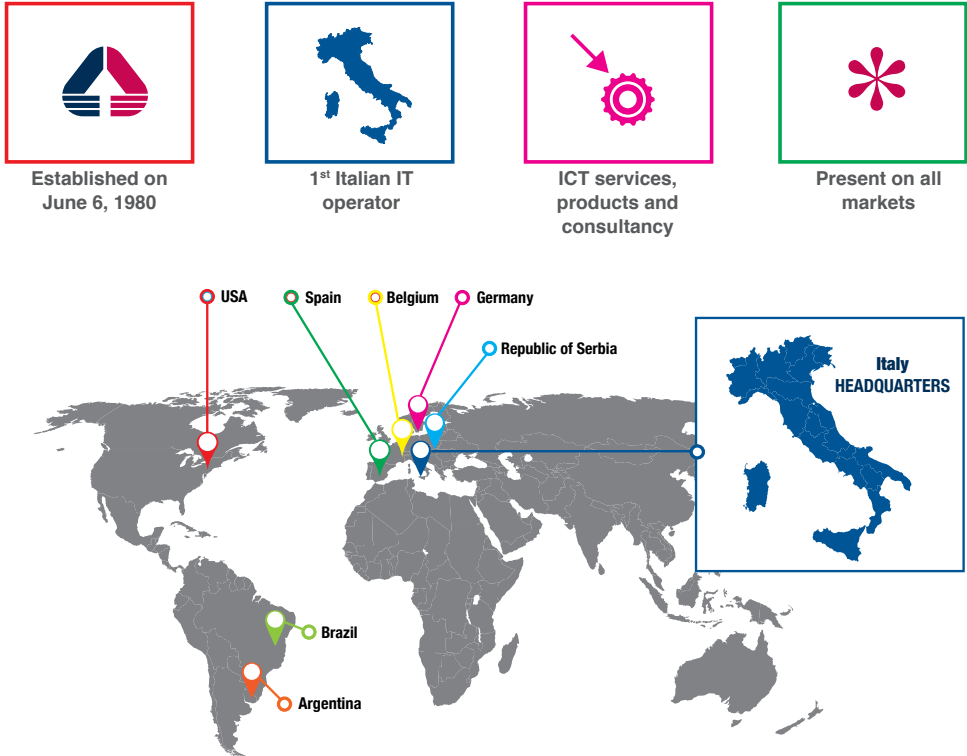 Established on
June 6, 1980
1st Italian IT
operator
ICT services,
products and
consultancy
Present on all
markets
USA
Spain
Belgium
Germany
Republic of Serbia
Italy
HEADQUARTERS
Brazil
Argentina